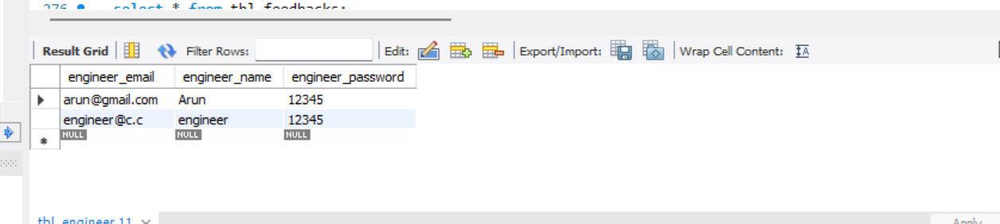 276 select * from tbl_feedbacks;
Result Grid Filter Rows: Edit: Export/Import: Wrap Cell Content: IA
engineer_email engineer_name engineer_password
arun@gmail.com Arun 12345
engineer@c.c engineer 12345
NULL NULL NULL
tbl_engineer 11 Apply